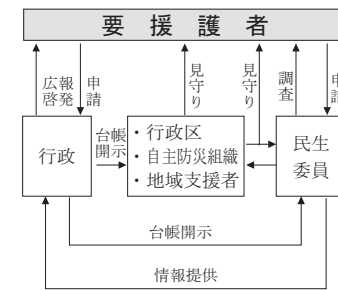 要援護者
広報
啓発
申請
見守り
見守り
調査
申請
行政
台帳
開示
・行政区
・自主防災組織
・地域支援者
民生
委員
台帳開示
情報提供